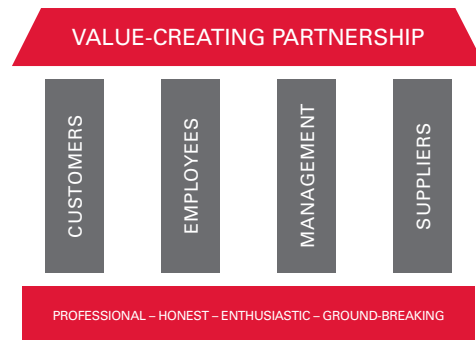 VALUE-CREATING PARTNERSHIP
CUSTOMERS
EMPLOYEES
MANAGEMENT
SUPPLIERS
PROFESSIONAL – HONEST – ENTHUSIASTIC – GROUND-BREAKING